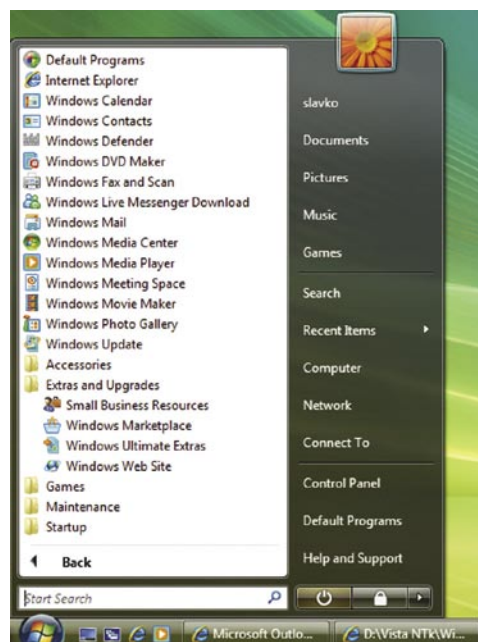 Default Programs
Internet Explorer
Windows Calendar
Windows Contacts
Windows Defender
Windows DVD Maker
Windows Fax and Scan
Windows Live Messenger Download
Windows Mail
Windows Media Center
Windows Media Player
Windows Meeting Space
Windows Movie Maker
Windows Photo Gallery
Windows Update
Accessories
Extras and Upgrades
Small Business Resources
Windows Marketplace
Windows Ultimate Extras
Windows Web Site
Games
Maintenance
Startup
Back
Start Search
slavko
Documents
Pictures
Music
Games
Search
Recent Items
Computer
Network
Connect To
Control Panel
Default Programs
Help and Support
Microsoft Outlo...
D:\Vista NTk\Wi...